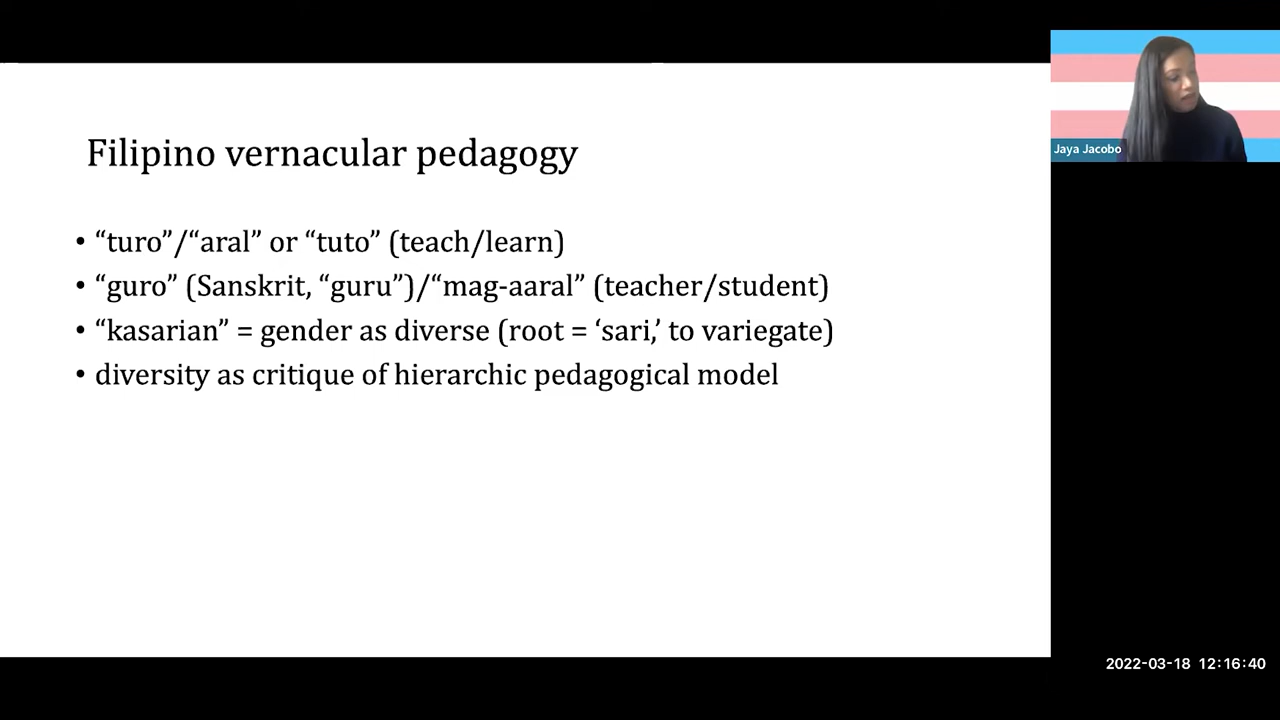 Filipino vernacular pedagogy
• “turo”/“aral” or “tuto” (teach/learn)
• “guro” (Sanskrit, “guru”)/“mag-aaral” (teacher/student)
• “kasarian” = gender as diverse (root = ‘sari,’ to variegate)
• diversity as critique of hierarchic pedagogical model
Jaya Jacobo
2022-03-18 12:16:40